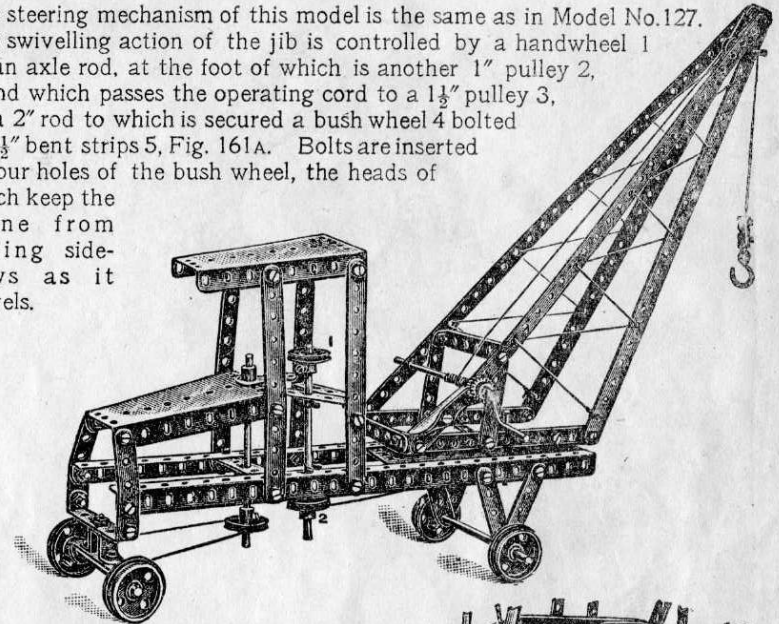 steering mechanism of this model is the same as in Model No.127.
swivelling action of the jib is controlled by a handwheel 1
in axle rod, at the foot of which is another 1″ pulley 2,
nd which passes the operating cord to a 1½″ pulley 3,
a 2″ rod to which is secured a bush wheel 4 bolted
½″ bent strips 5, Fig. 161A. Bolts are inserted
our holes of the bush wheel, the heads of
ch keep the
ne from
ing side-
ys as it
vels.
1
2